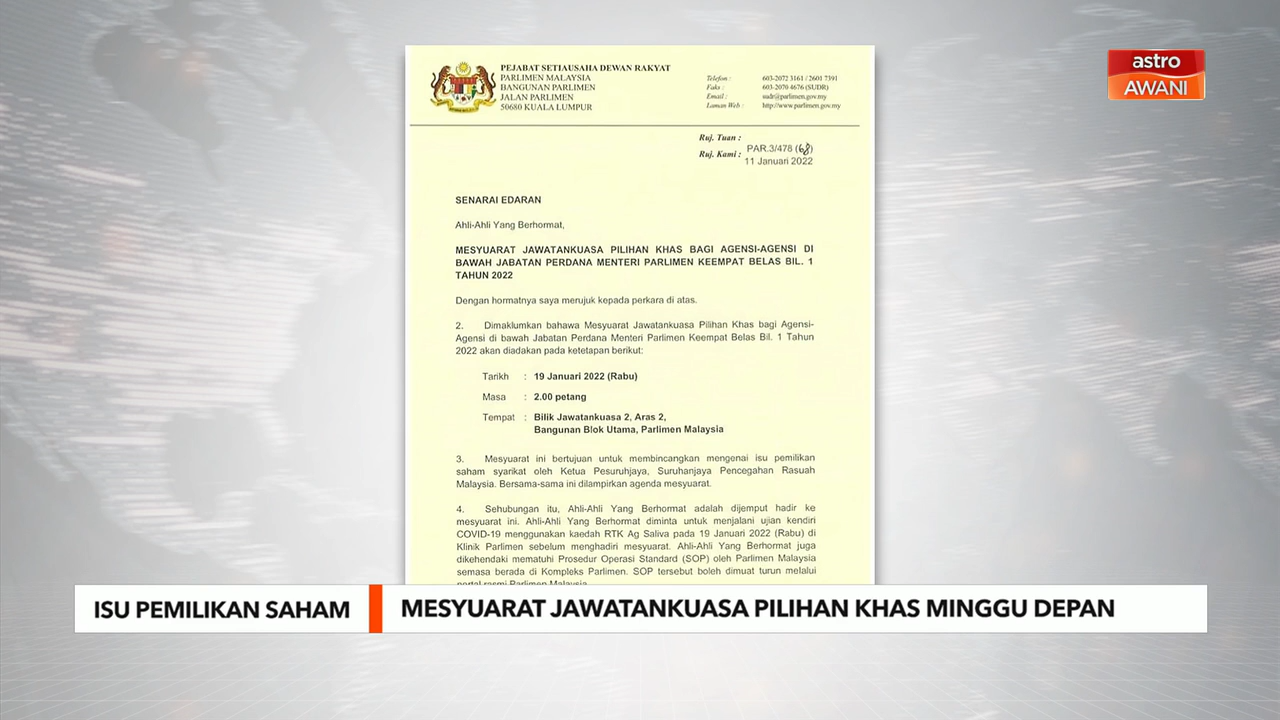 astro
AWANI
PEJABAT SETIAUSAHA DEWAN RAKYAT
PARLIMEN MALAYSIA
BANGUNAN PARLIMEN
JALAN PARLIMEN
50680 KUALA LUMPUR
Telefon : 603-2072 3161 / 2601 7391
Faks : 603-2070 4676 (SUDR)
Email : sudr@parlimen.gov.my
Laman Web : http://www.parlimen.gov.my
Ruj. Tuan :
Ruj. Kami : PAR.3/478 (68)
11 Januari 2022
SENARAI EDARAN
Ahli-Ahli Yang Berhormat,
MESYUARAT JAWATANKUASA PILIHAN KHAS BAGI AGENSI-AGENSI DI
BAWAH JABATAN PERDANA MENTERI PARLIMEN KEEMPAT BELAS BIL. 1
TAHUN 2022
Dengan hormatnya saya merujuk kepada perkara di atas.
2. Dimaklumkan bahawa Mesyuarat Jawatankuasa Pilihan Khas bagi Agensi-
Agensi di bawah Jabatan Perdana Menteri Parlimen Keempat Belas Bil. 1 Tahun
2022 akan diadakan pada ketetapan berikut:
Tarikh : 19 Januari 2022 (Rabu)
Masa : 2.00 petang
Tempat : Bilik Jawatankuasa 2, Aras 2,
Bangunan Blok Utama, Parlimen Malaysia
3. Mesyuarat ini bertujuan untuk membincangkan mengenai isu pemilikan
saham syarikat oleh Ketua Pesuruhjaya, Suruhanjaya Pencegahan Rasuah
Malaysia. Bersama-sama ini dilampirkan agenda mesyuarat.
4. Sehubungan itu, Ahli-Ahli Yang Berhormat adalah dijemput hadir ke
mesyuarat ini. Ahli-Ahli Yang Berhormat diminta untuk menjalani ujian kendiri
COVID-19 menggunakan kaedah RTK Ag Saliva pada 19 Januari 2022 (Rabu) di
Klinik Parlimen sebelum menghadiri mesyuarat. Ahli-Ahli Yang Berhormat juga
dikehendaki mematuhi Prosedur Operasi Standard (SOP) oleh Parlimen Malaysia
semasa berada di Kompleks Parlimen. SOP tersebut boleh dimuat turun melalui
portal rasmi Parlimen Malaysia
ISU PEMILIKAN SAHAM
MESYUARAT JAWATANKUASA PILIHAN KHAS MINGGU DEPAN